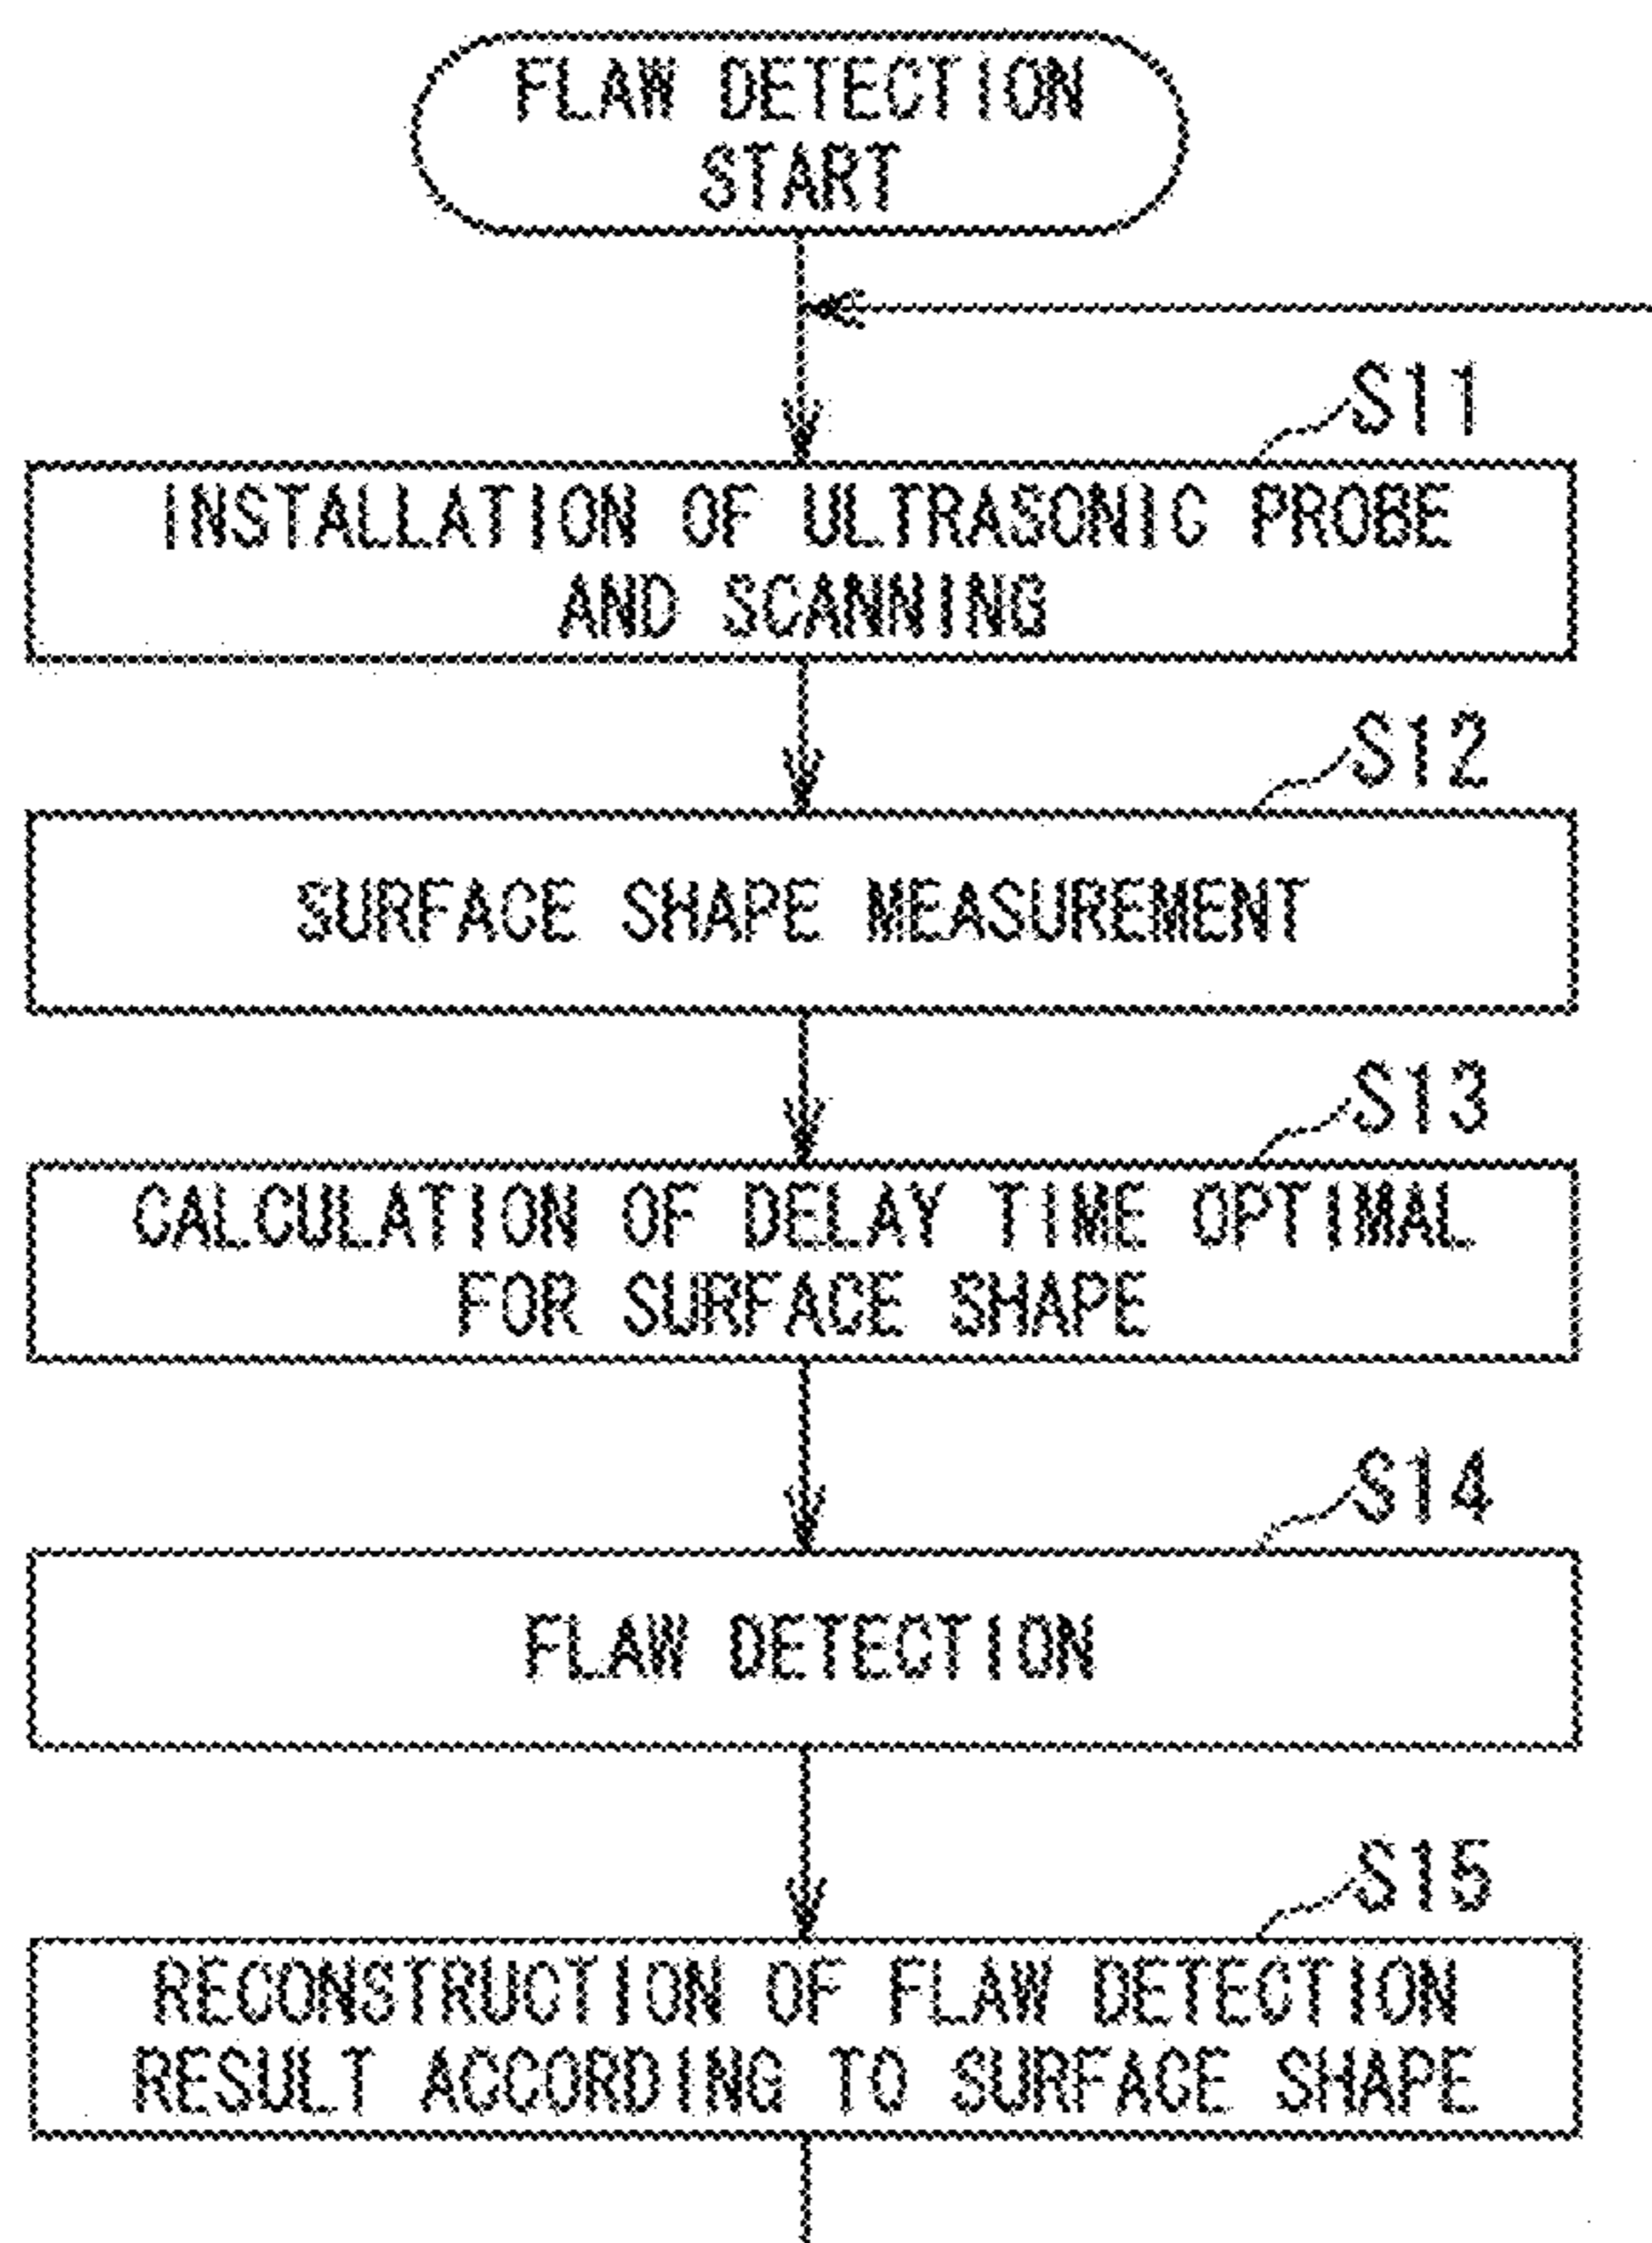 FLAW DETECTION
START
S11
INSTALLATION OF ULTRASONIC PROBE
AND SCANNING
S12
SURFACE SHAPE MEASUREMENT
S13
CALCULATION OF DELAY TIME OPTIMAL
FOR SURFACE SHAPE
S14
FLAW DETECTION
S15
RECONSTRUCTION OF FLAW DETECTION
RESULT ACCORDING TO SURFACE SHAPE